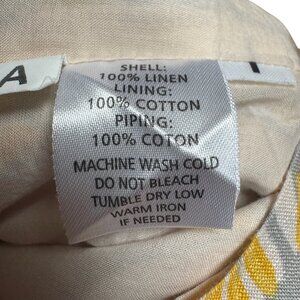 A
SHELL:
100% LINEN
LINING:
100% COTTON
PIPING:
100% COTON
MACHINE WASH COLD
DO NOT BLEACH
TUMBLE DRY LOW
WARM IRON
IF NEEDED